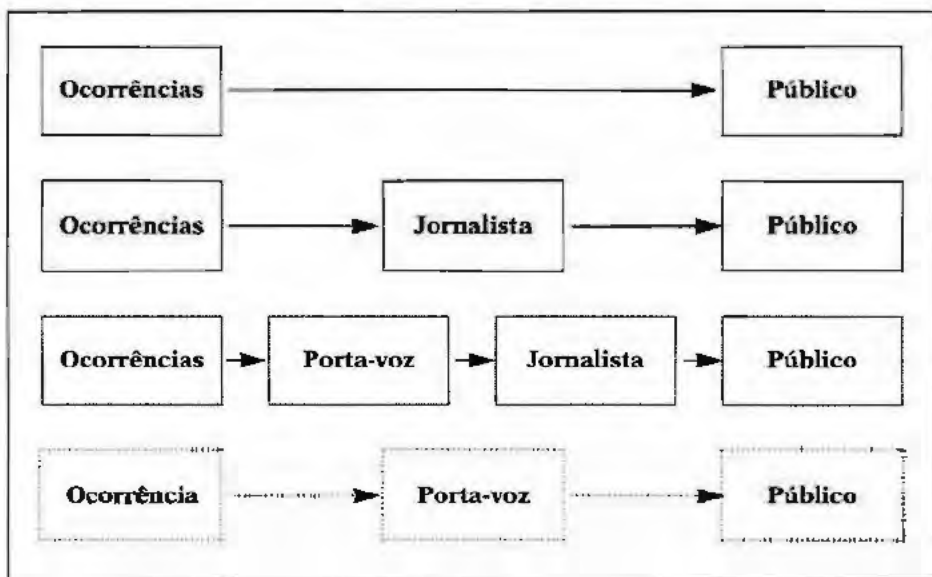 Ocorrências Público
Ocorrências Jornalista Público
Ocorrências Porta-voz Jornalista Público
Ocorrência Porta-voz Público